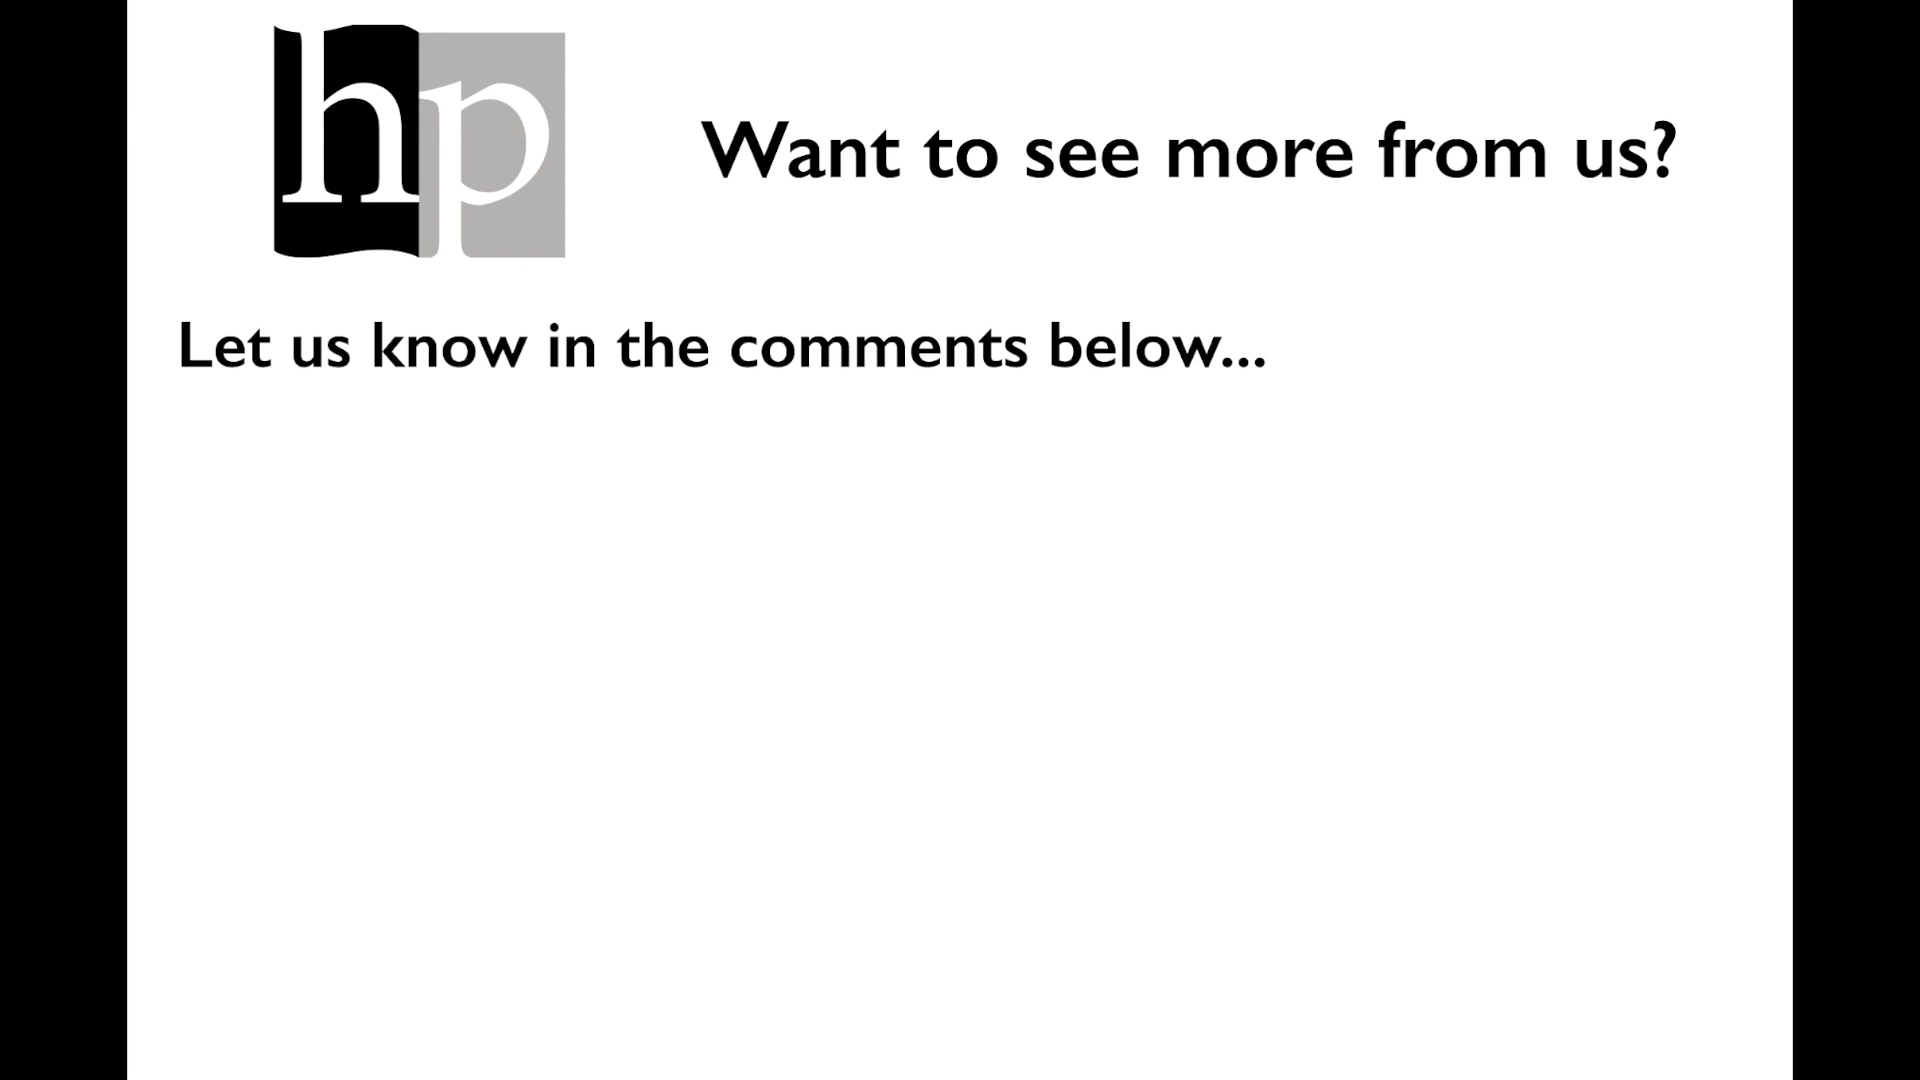 hp
Want to see more from us?
Let us know in the comments below...